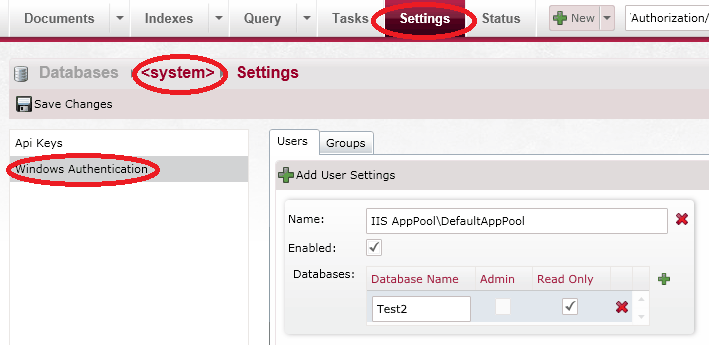 Documents Indexes Query Tasks Settings Status New 'Authorization/
Databases <system> Settings
Save Changes
Api Keys
Windows Authentication
Users Groups
Add User Settings
Name: IIS AppPool\DefaultAppPool
Enabled:
Databases: Database Name Admin Read Only
Test2